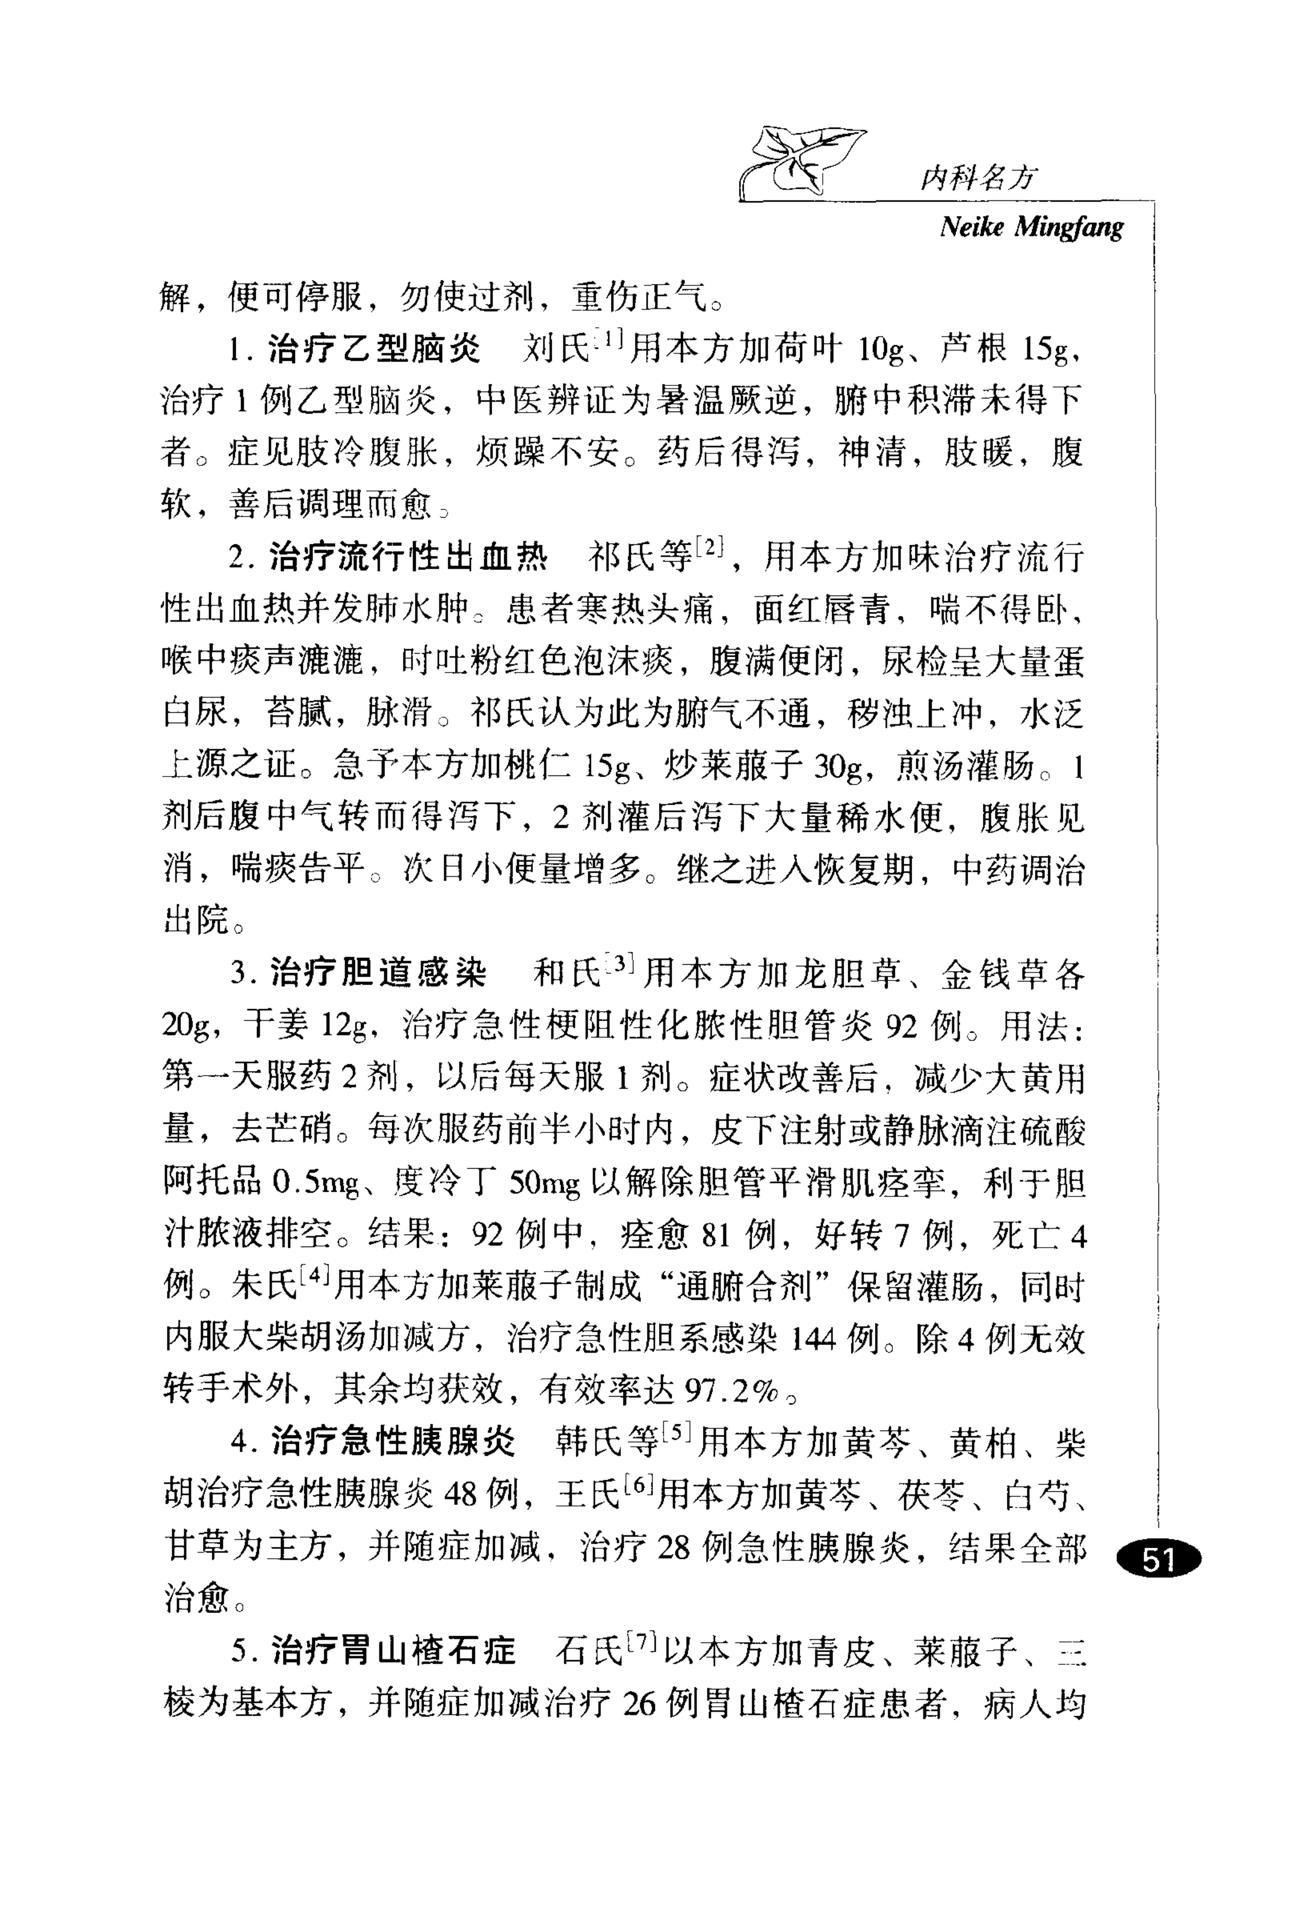 内科名方
Neike Mingfang
解，便可停服，勿使过剂，重伤正气。
1. 治疗乙型脑炎　刘氏[1]用本方加荷叶 10g、芦根 15g，
治疗 1 例乙型脑炎，中医辨证为暑温厥逆，腑中积滞未得下
者。症见肢冷腹胀，烦躁不安。药后得泻，神清，肢暖，腹
软，善后调理而愈。
2. 治疗流行性出血热　祁氏等[2]，用本方加味治疗流行
性出血热并发肺水肿。患者寒热头痛，面红唇青，喘不得卧，
喉中痰声漉漉，时吐粉红色泡沫痰，腹满便闭，尿检呈大量蛋
白尿，苔腻，脉滑。祁氏认为此为腑气不通，秽浊上冲，水泛
上源之证。急予本方加桃仁 15g、炒莱菔子 30g，煎汤灌肠。1
剂后腹中气转而得泻下，2 剂灌后泻下大量稀水便，腹胀见
消，喘痰告平。次日小便量增多。继之进入恢复期，中药调治
出院。
3. 治疗胆道感染　和氏[3]用本方加龙胆草、金钱草各
20g，干姜 12g，治疗急性梗阻性化脓性胆管炎 92 例。用法：
第一天服药 2 剂，以后每天服 1 剂。症状改善后，减少大黄用
量，去芒硝。每次服药前半小时内，皮下注射或静脉滴注硫酸
阿托品 0.5mg、度冷丁 50mg 以解除胆管平滑肌痉挛，利于胆
汁脓液排空。结果：92 例中，痊愈 81 例，好转 7 例，死亡 4
例。朱氏[4]用本方加莱菔子制成“通腑合剂”保留灌肠，同时
内服大柴胡汤加减方，治疗急性胆系感染 144 例。除 4 例无效
转手术外，其余均获效，有效率达 97.2%。
4. 治疗急性胰腺炎　韩氏等[5]用本方加黄芩、黄柏、柴
胡治疗急性胰腺炎 48 例，王氏[6]用本方加黄芩、茯苓、白芍、
甘草为主方，并随症加减，治疗 28 例急性胰腺炎，结果全部
治愈。
51
5. 治疗胃山楂石症　石氏[7]以本方加青皮、莱菔子、三
棱为基本方，并随症加减治疗 26 例胃山楂石症患者，病人均